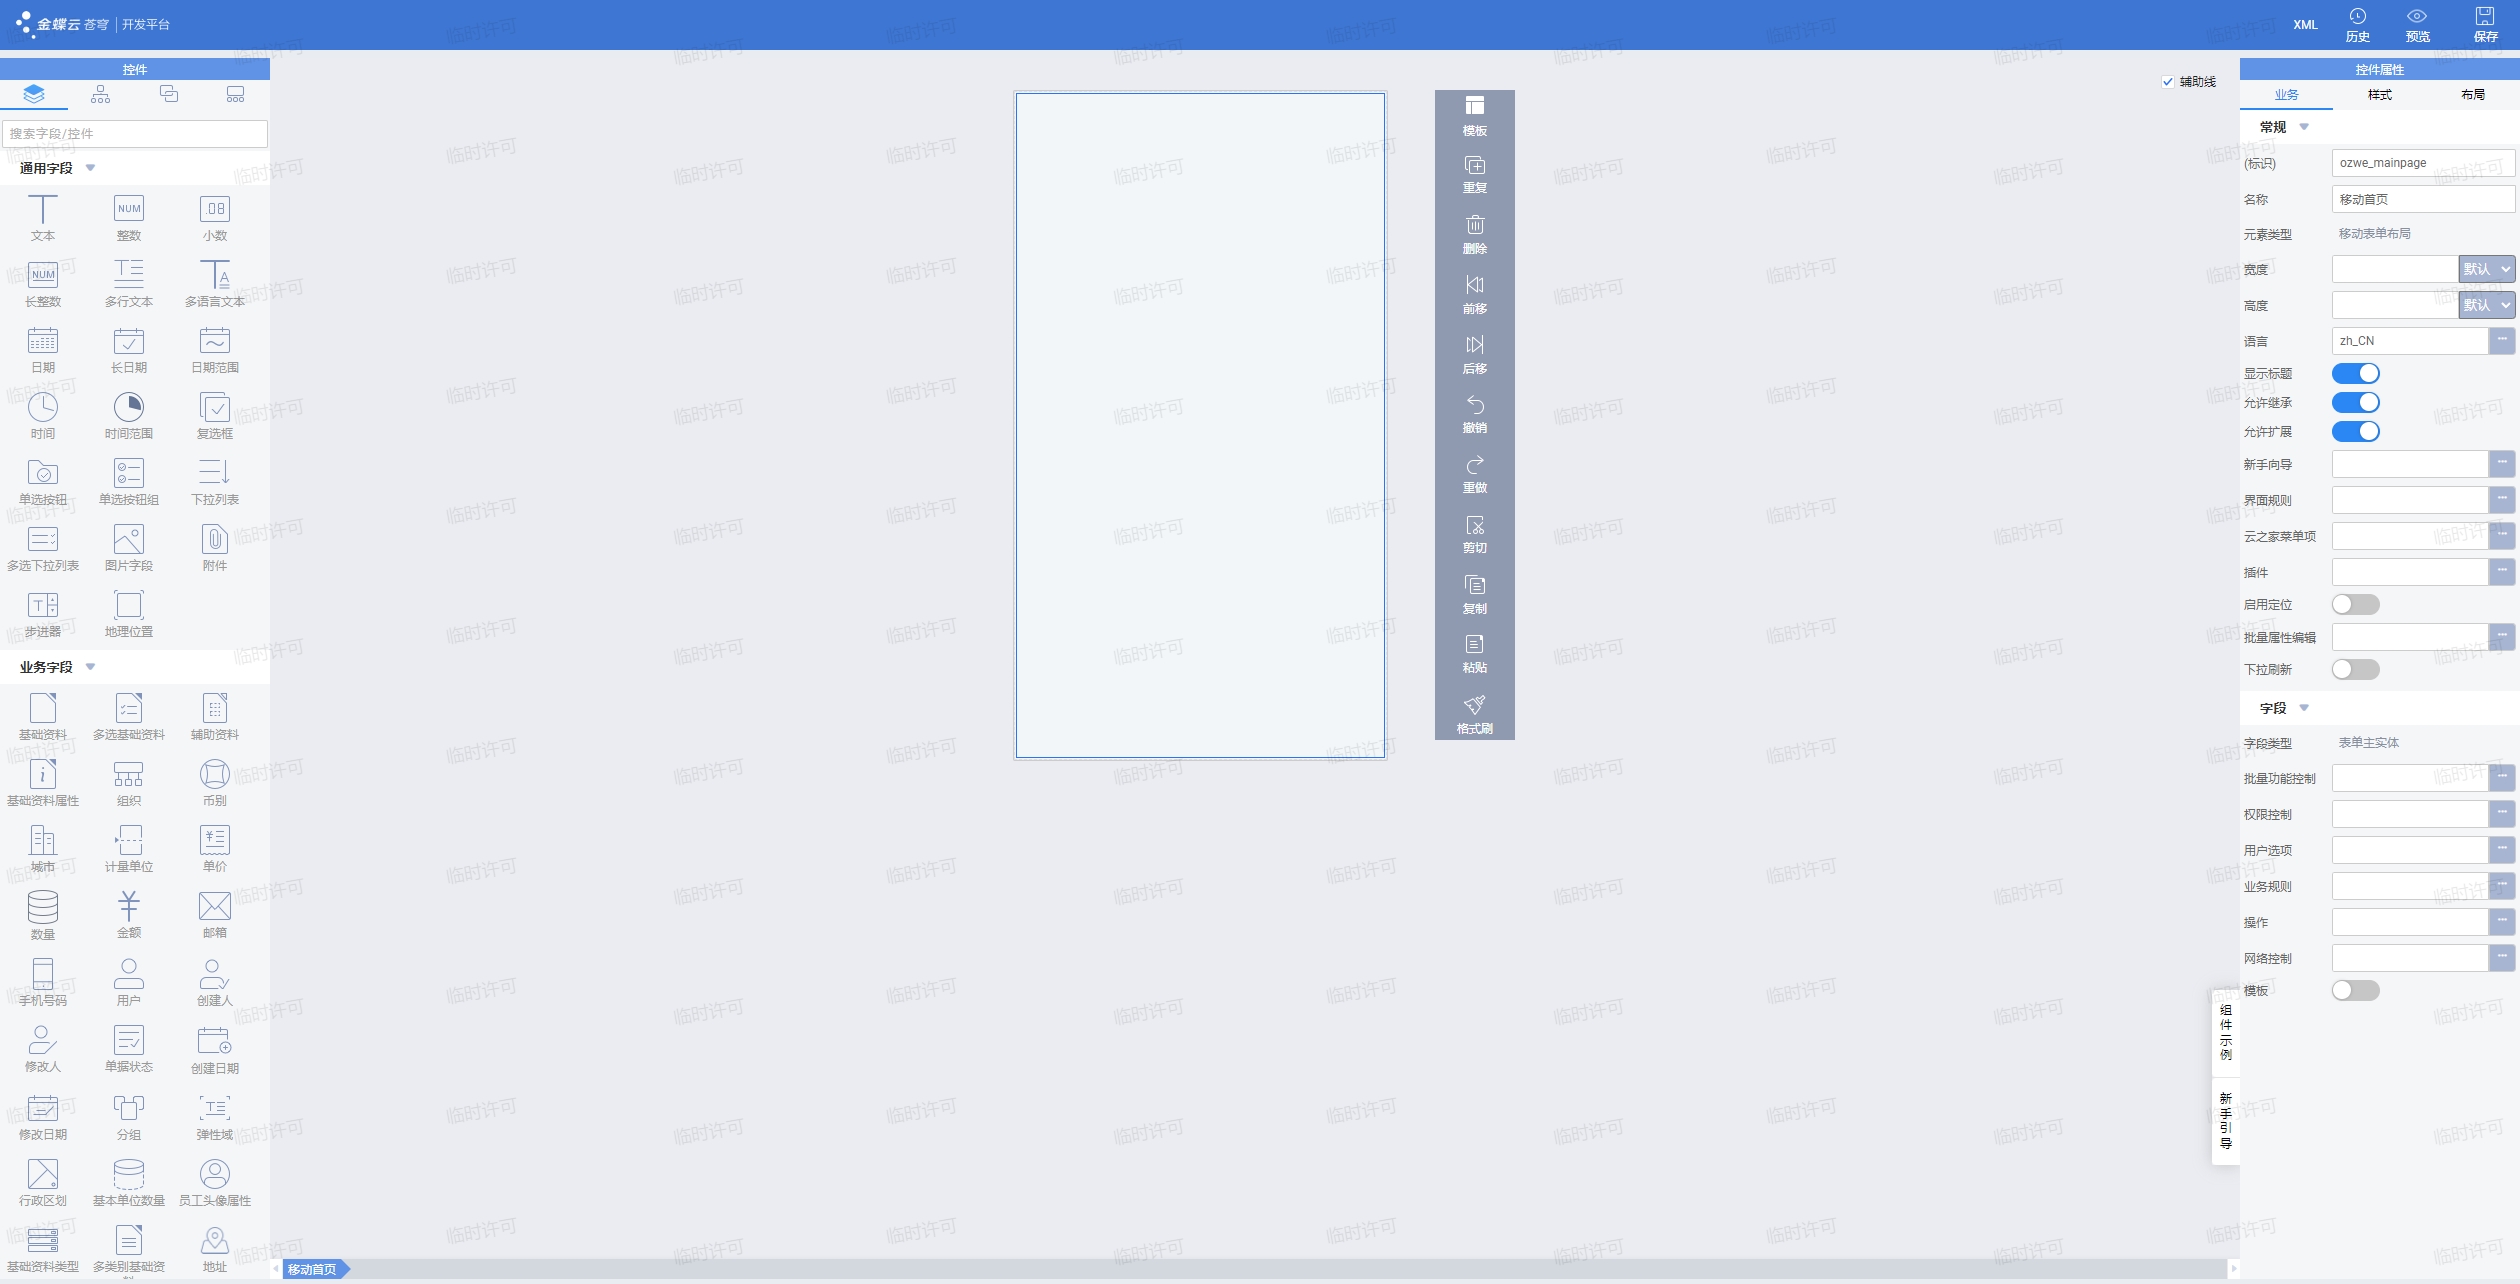 金蝶云 苍穹 | 开发平台
XML
历史
预览
保存
控件
搜索字段/控件
通用字段
文本
整数
小数
长整数
多行文本
多语言文本
日期
长日期
日期范围
时间
时间范围
复选框
单选按钮
单选按钮组
下拉列表
多选下拉列表
图片字段
附件
步进器
地理位置
业务字段
基础资料
多选基础资料
辅助资料
基础资料属性
组织
币别
城市
计量单位
单价
数量
金额
邮箱
手机号码
用户
创建人
修改人
单据状态
创建日期
修改日期
分组
弹性域
行政区划
基本单位数量
员工头像属性
基础资料类型
多类别基础资
地址
模板
重复
删除
前移
后移
撤销
重做
剪切
复制
粘贴
格式刷
辅助线
移动首页
组件示例
新手引导
控件属性
业务
样式
布局
常规
(标识)
ozwe_mainpage
名称
移动首页
元素类型
移动表单布局
宽度
默认
高度
默认
语言
zh_CN
显示标题
允许继承
允许扩展
新手向导
界面规则
云之家菜单项
插件
启用定位
批量属性编辑
下拉刷新
字段
字段类型
表单主实体
批量功能控制
权限控制
用户选项
业务规则
操作
网络控制
模板
临时许可